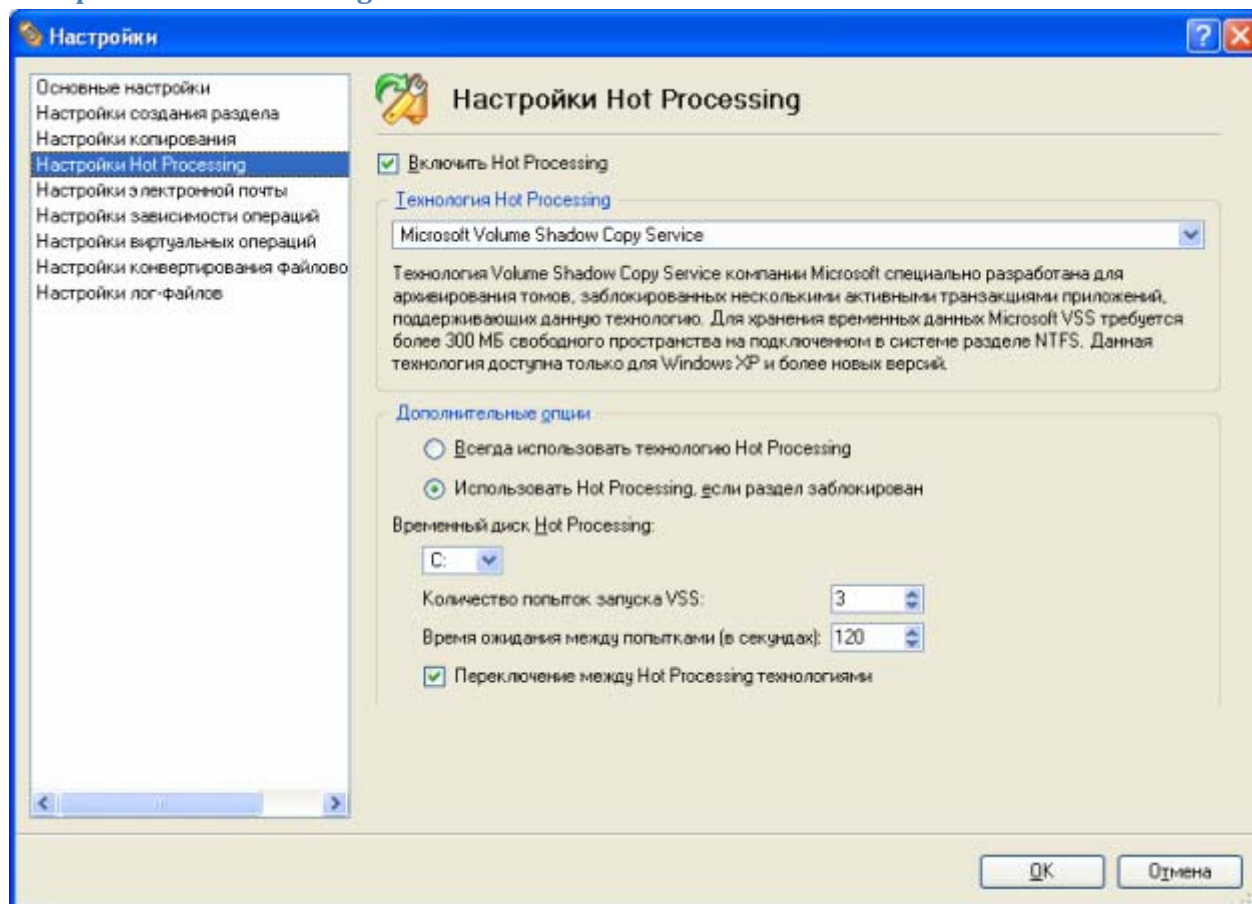 Настройки
Основные настройки
Настройки создания раздела
Настройки копирования
Настройки Hot Processing
Настройки электронной почты
Настройки зависимости операций
Настройки виртуальных операций
Настройки конвертирования файлово
Настройки лог-файлов
Настройки Hot Processing
Включить Hot Processing
Технология Hot Processing
Microsoft Volume Shadow Copy Service
Технология Volume Shadow Copy Service компании Microsoft специально разработана для
архивирования томов, заблокированных несколькими активными транзакциями приложений,
поддерживающих данную технологию. Для хранения временных данных Microsoft VSS требуется
более 300 МБ свободного пространства на подключенном в системе разделе NTFS. Данная
технология доступна только для Windows XP и более новых версий.
Дополнительные опции
Всегда использовать технологию Hot Processing
Использовать Hot Processing, если раздел заблокирован
Временный диск Hot Processing:
C:
Количество попыток запуска VSS: 3
Время ожидания между попытками (в секундах): 120
Переключение между Hot Processing технологиями
OK Отмена